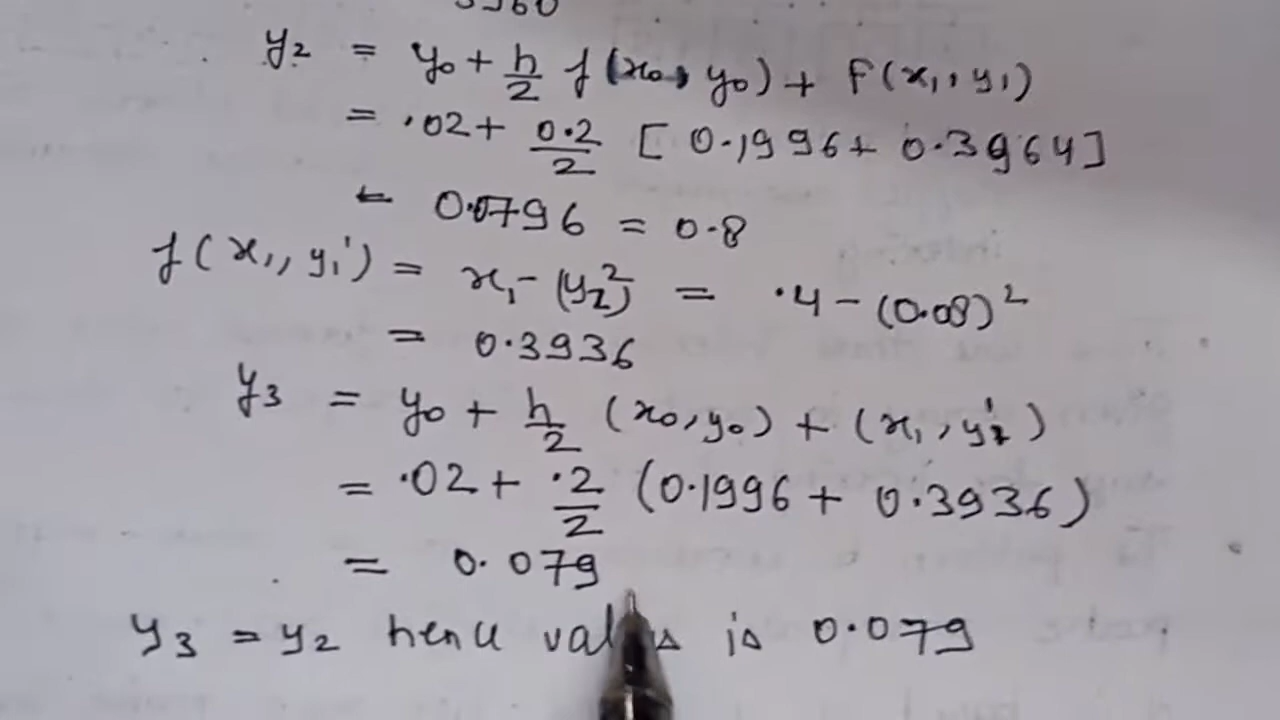 y₂ = y₀ + h/2 f(x₀, y₀) + F(x₁, y₁)
= .02 + 0.2/2 [0.1996 + 0.3964]
= 0.0796 = 0.8
f(x₁, y₁') = x₁ - (y₂²) = .4 - (0.08)²
= 0.3936
y₃ = y₀ + h/2 (x₀, y₀) + (x₁, y₂')
= .02 + .2/2 (0.1996 + 0.3936)
= 0.079
y₃ = y₂ hence is 0.079